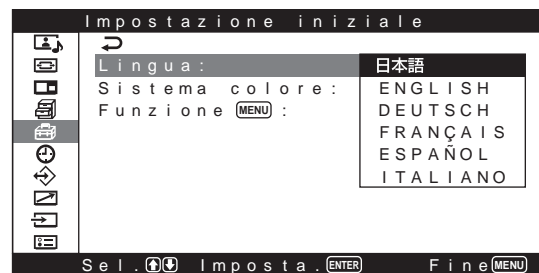 Impostazione iniziale
Lingua: 日本語
Sistema colore: ENGLISH
Funzione MENU : DEUTSCH
FRANÇAIS
ESPAÑOL
ITALIANO
Sel. Imposta. ENTER Fine MENU